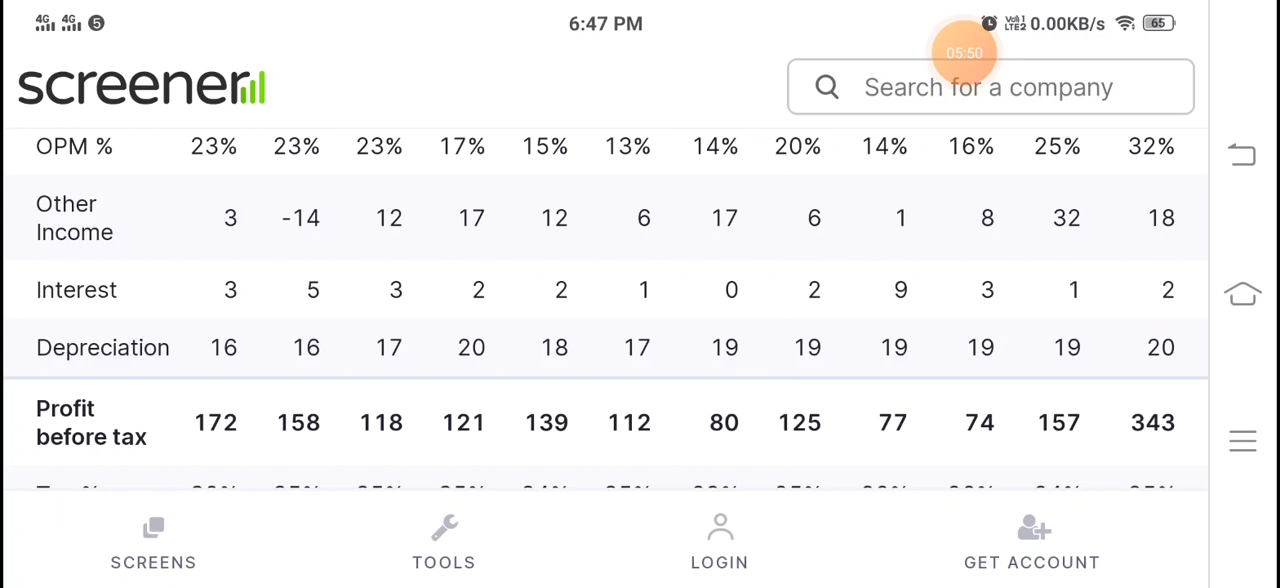 4G 4G 5 6:47 PM Vo)) 1 LTE2 0.00KB/s 65
05:50
screener Search for a company
OPM % 23% 23% 23% 17% 15% 13% 14% 20% 14% 16% 25% 32%
Other
Income 3 -14 12 17 12 6 17 6 1 8 32 18
Interest 3 5 3 2 2 1 0 2 9 3 1 2
Depreciation 16 16 17 20 18 17 19 19 19 19 19 20
Profit
before tax 172 158 118 121 139 112 80 125 77 74 157 343
SCREENS TOOLS LOGIN GET ACCOUNT